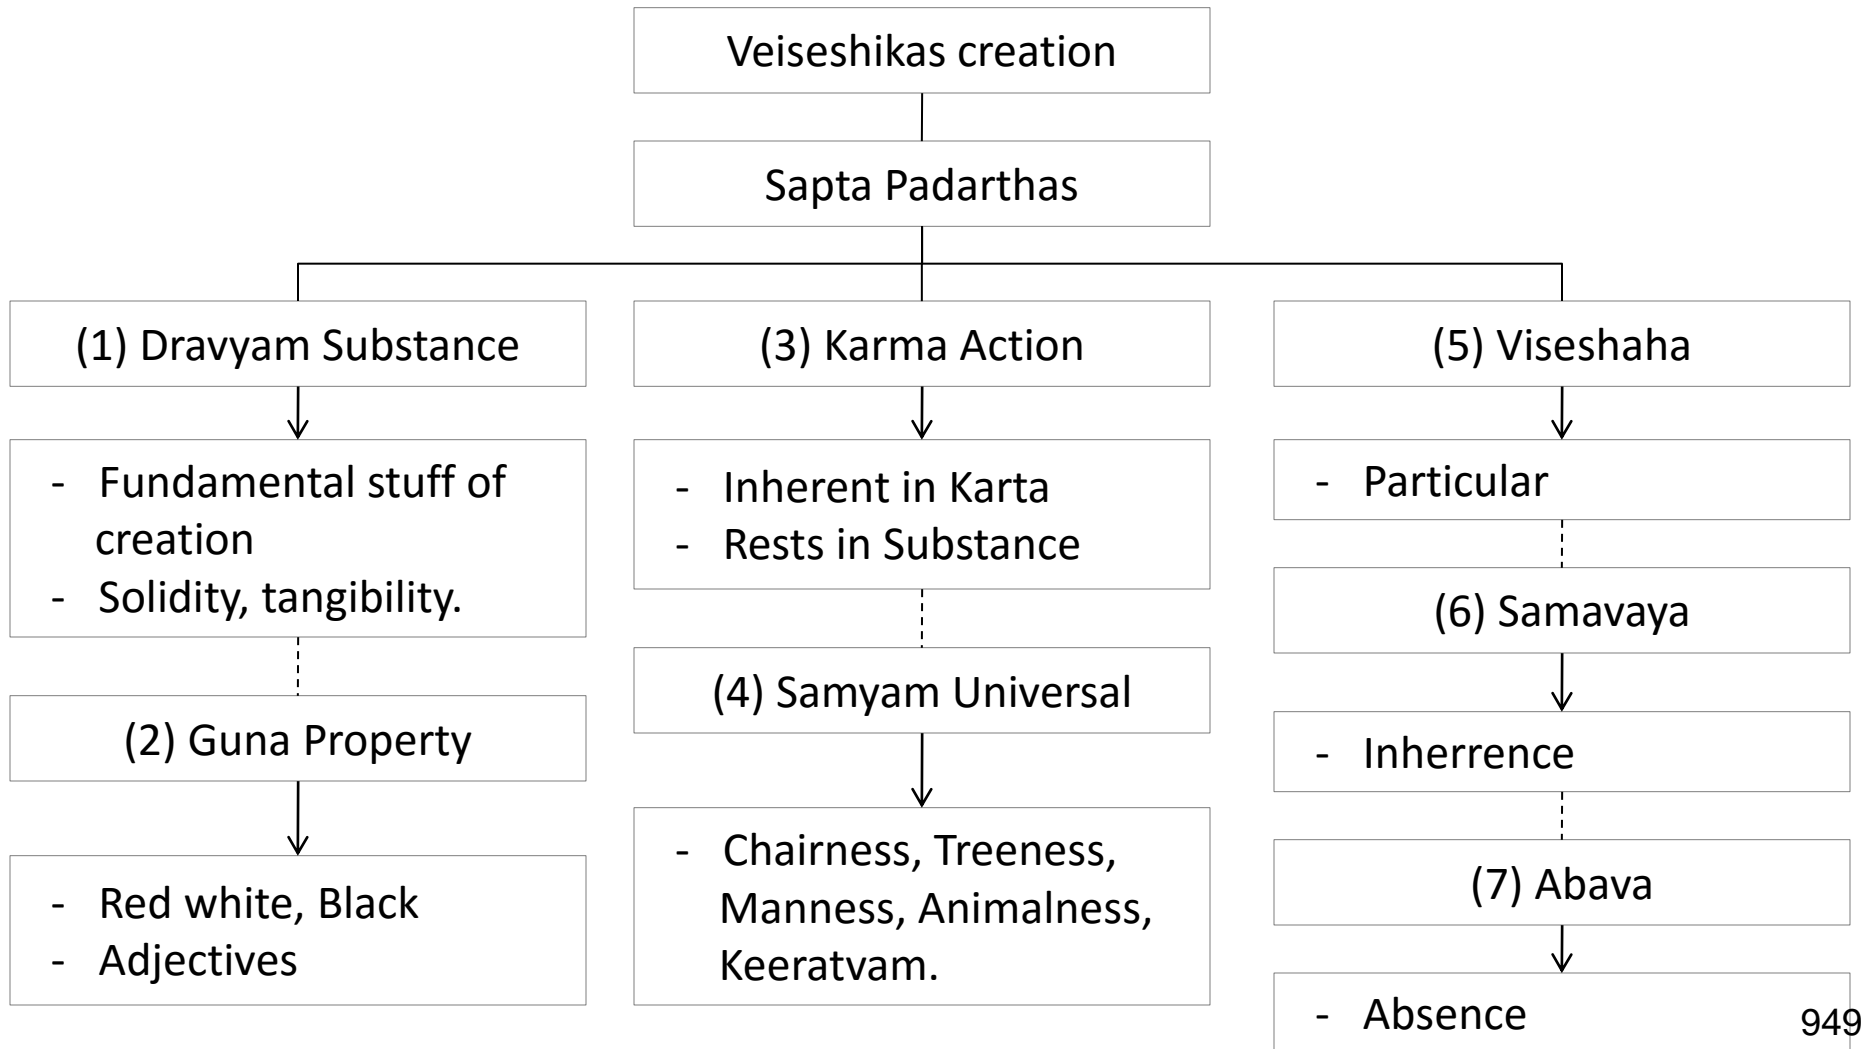 Veiseshikas creation
Sapta Padarthas
(1) Dravyam Substance
- Fundamental stuff of
creation
- Solidity, tangibility.
(2) Guna Property
- Red white, Black
- Adjectives
(3) Karma Action
- Inherent in Karta
- Rests in Substance
(4) Samyam Universal
- Chairness, Treeness,
Manness, Animalness,
Keeratvam.
(5) Viseshaha
- Particular
(6) Samavaya
- Inherrence
(7) Abava
- Absence
949